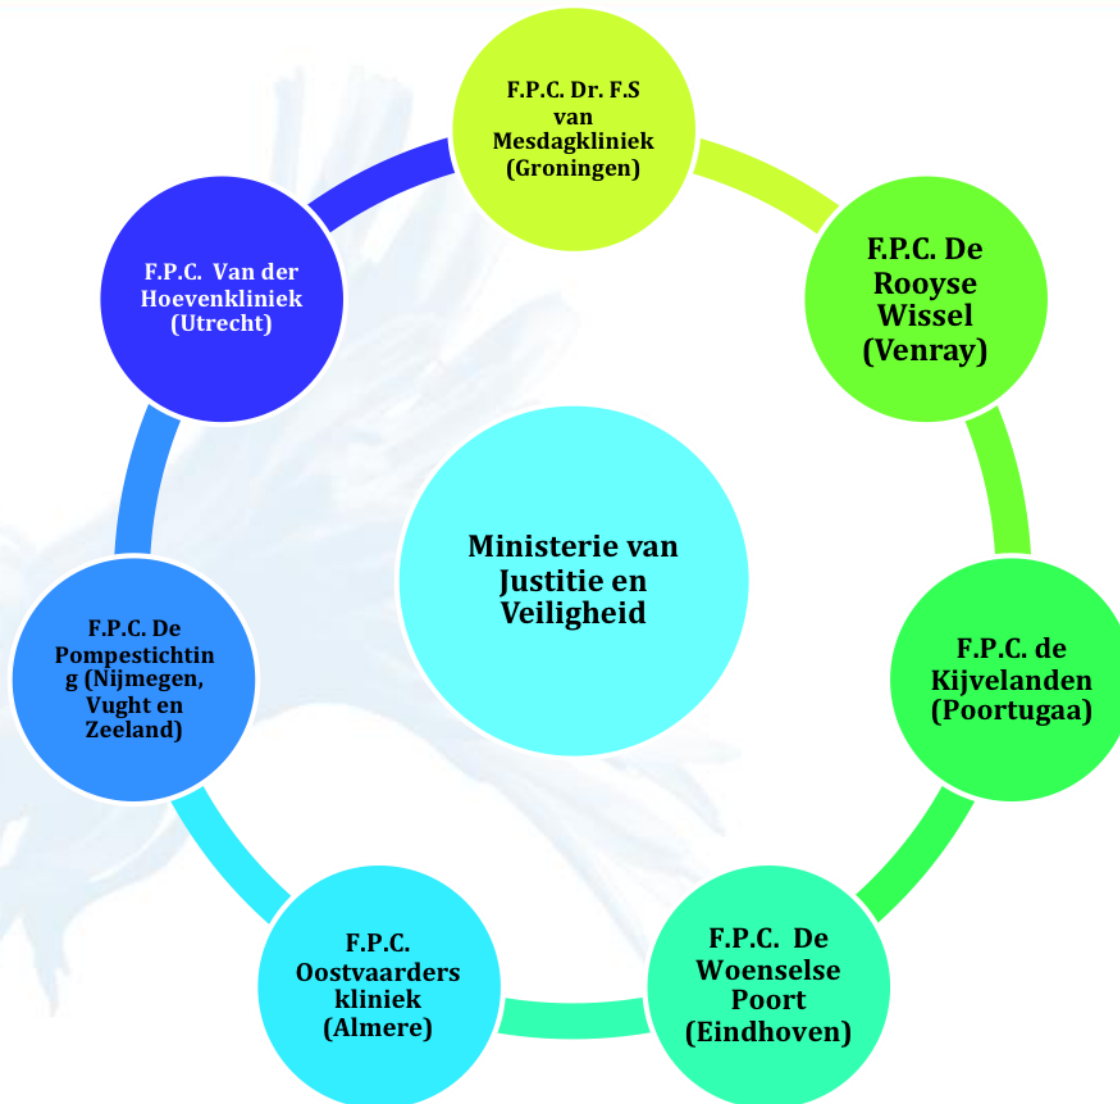 F.P.C. Dr. F.S
van
Mesdagkliniek
(Groningen)
F.P.C. De
Rooyse
Wissel
(Venray)
F.P.C. de
Kijvelanden
(Poortugaa)
F.P.C. De
Woenselse
Poort
(Eindhoven)
F.P.C.
Oostvaarders
kliniek
(Almere)
F.P.C. De
Pompestichtin
g (Nijmegen,
Vught en
Zeeland)
F.P.C. Van der
Hoevenkliniek
(Utrecht)
Ministerie van
Justitie en
Veiligheid